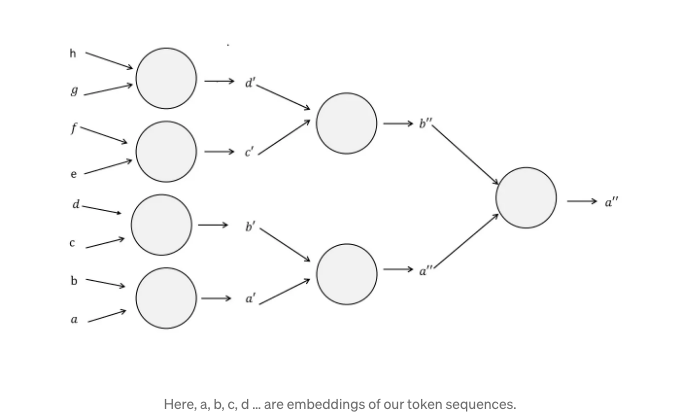 h
g
d′
f
c′
e
b″
d
c
b′
a″
b
a′
a
a″
Here, a, b, c, d ... are embeddings of our token sequences.